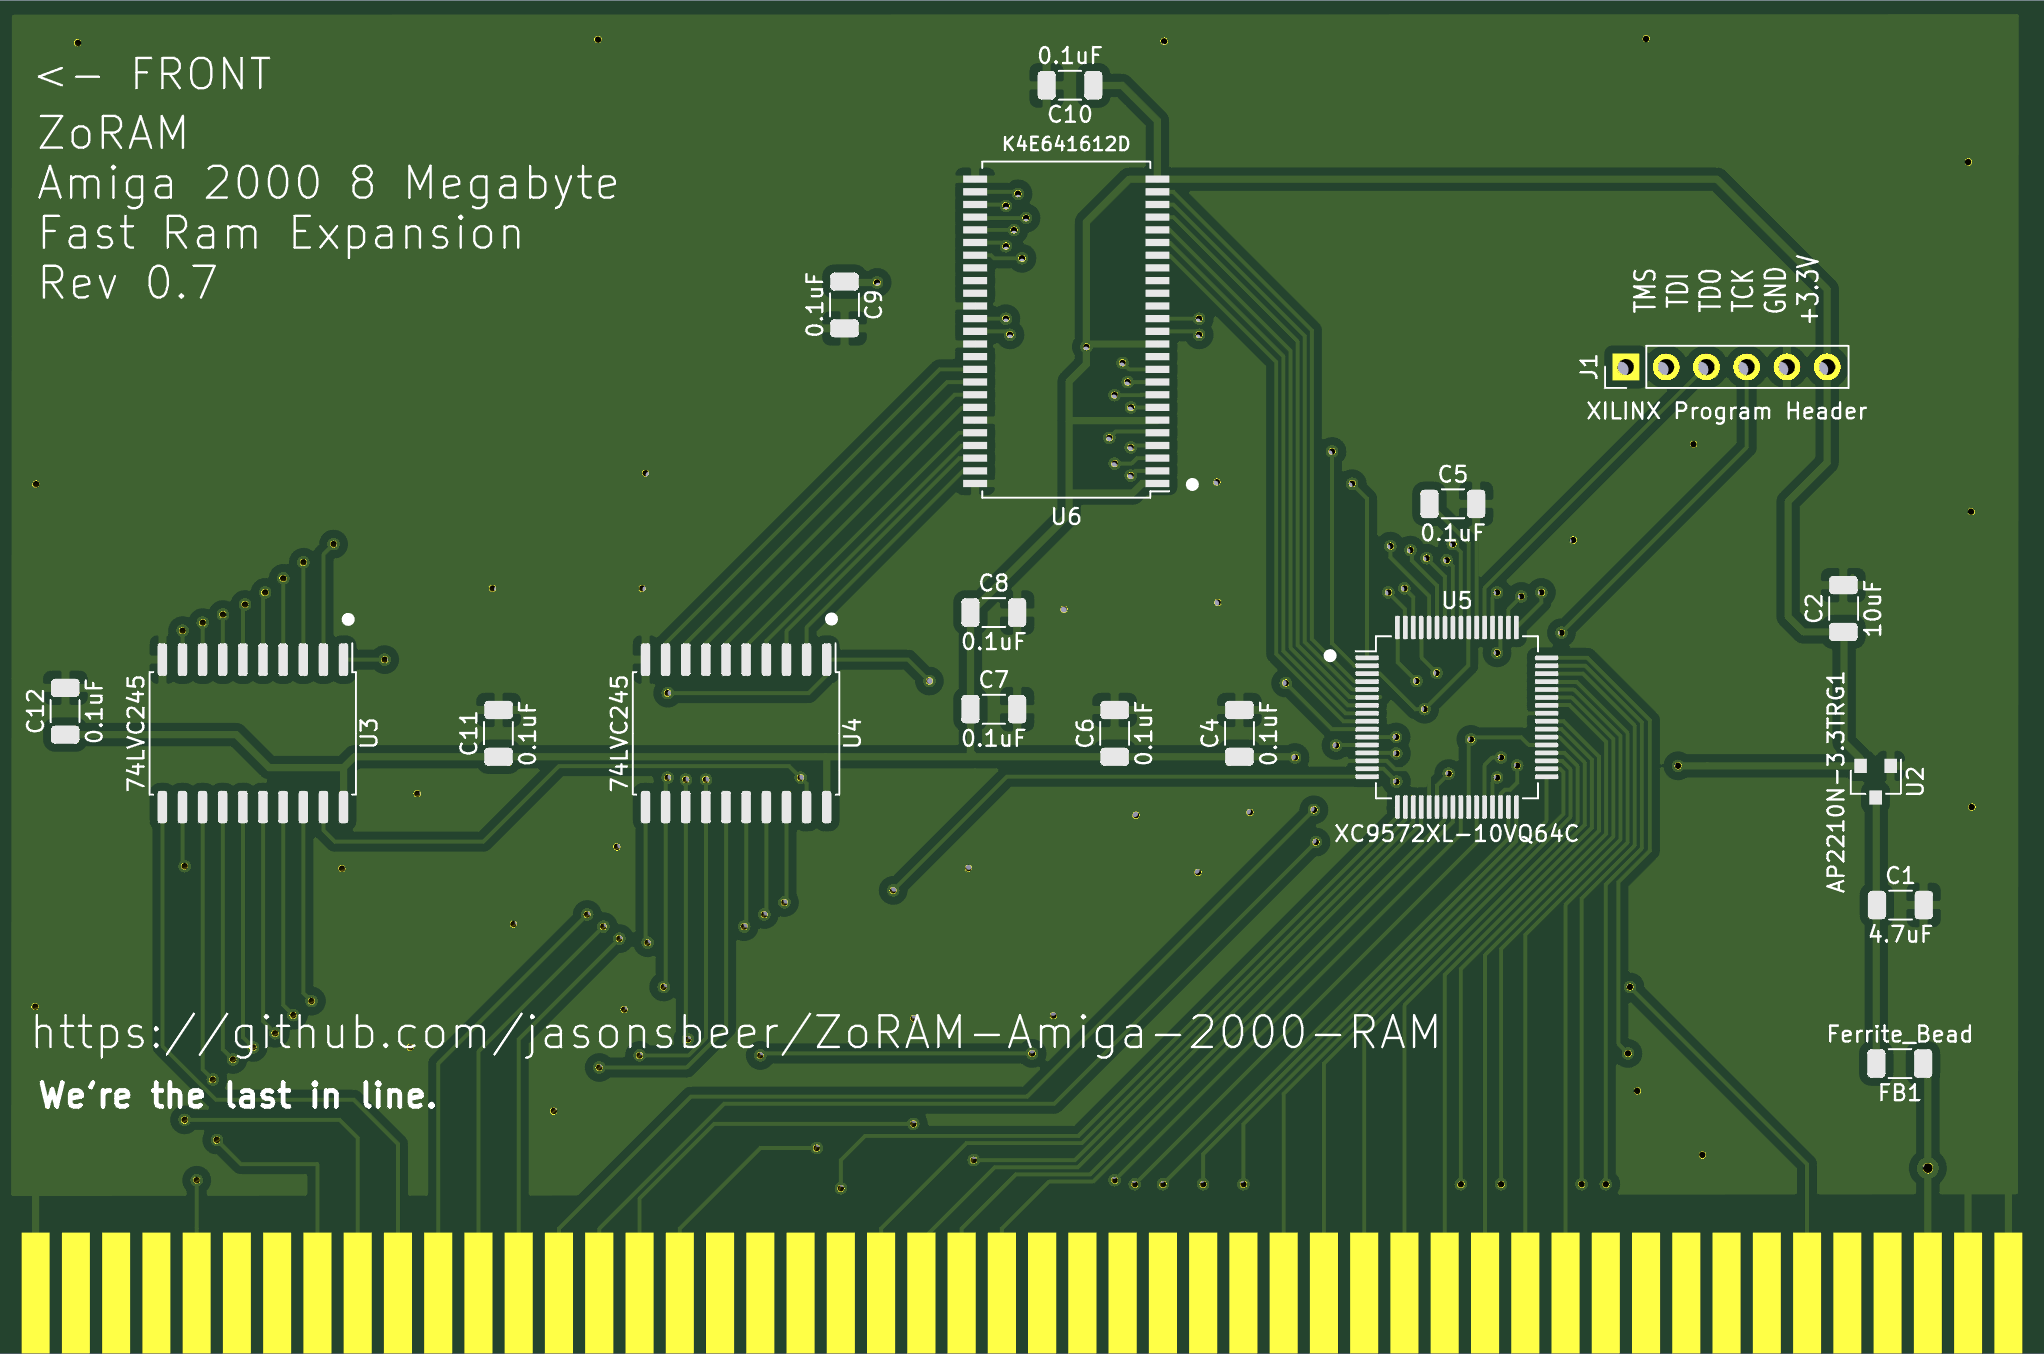 <- FRONT
ZoRAM
Amiga 2000 8 Megabyte
Fast Ram Expansion
Rev 0.7
0.1uF
C10
K4E641612D
U6
0.1uF
C9
TMS
TDI
TDO
TCK
GND
+3.3V
J1
XILINX Program Header
C5
0.1uF
C8
0.1uF
C7
0.1uF
U5
XC9572XL-10VQ64C
C2
10uF
C12
0.1uF
74LVC245
U3
C11
0.1uF
74LVC245
U4
C6
0.1uF
C4
0.1uF
AP2210N-3.3TRG1
U2
C1
4.7uF
https://github.com/jasonsbeer/ZoRAM-Amiga-2000-RAM
Ferrite_Bead
FB1
We're the last in line.